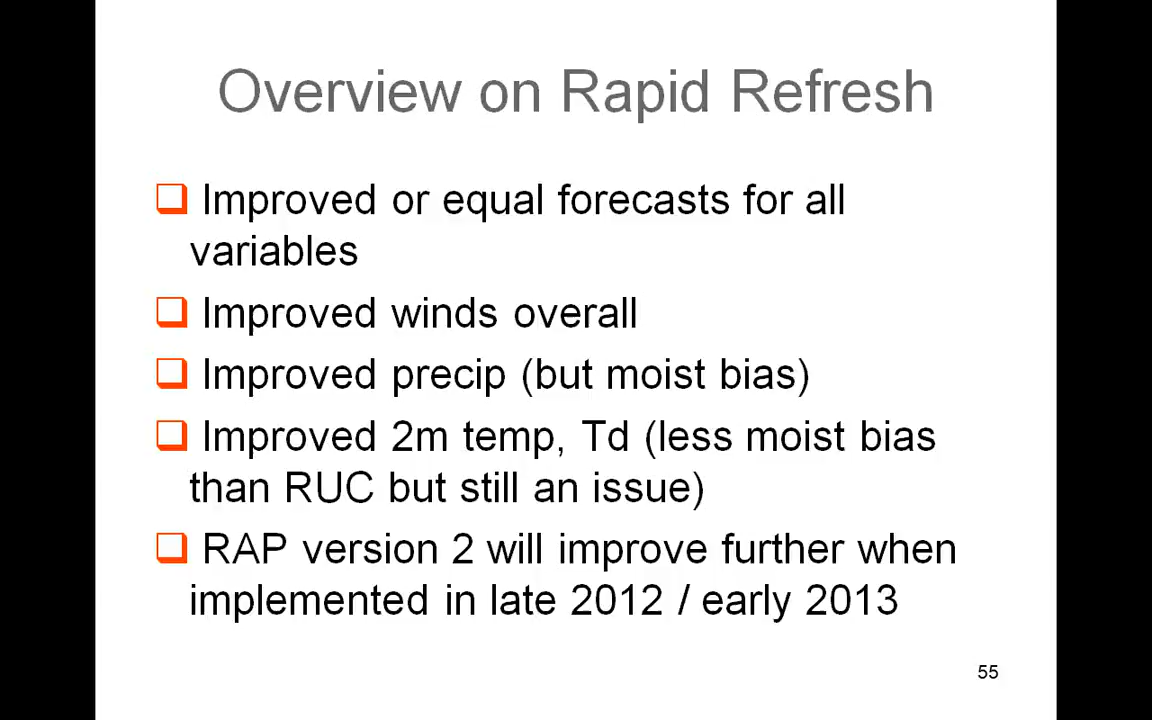 Overview on Rapid Refresh
Improved or equal forecasts for all
variables
Improved winds overall
Improved precip (but moist bias)
Improved 2m temp, Td (less moist bias
than RUC but still an issue)
RAP version 2 will improve further when
implemented in late 2012 / early 2013
55